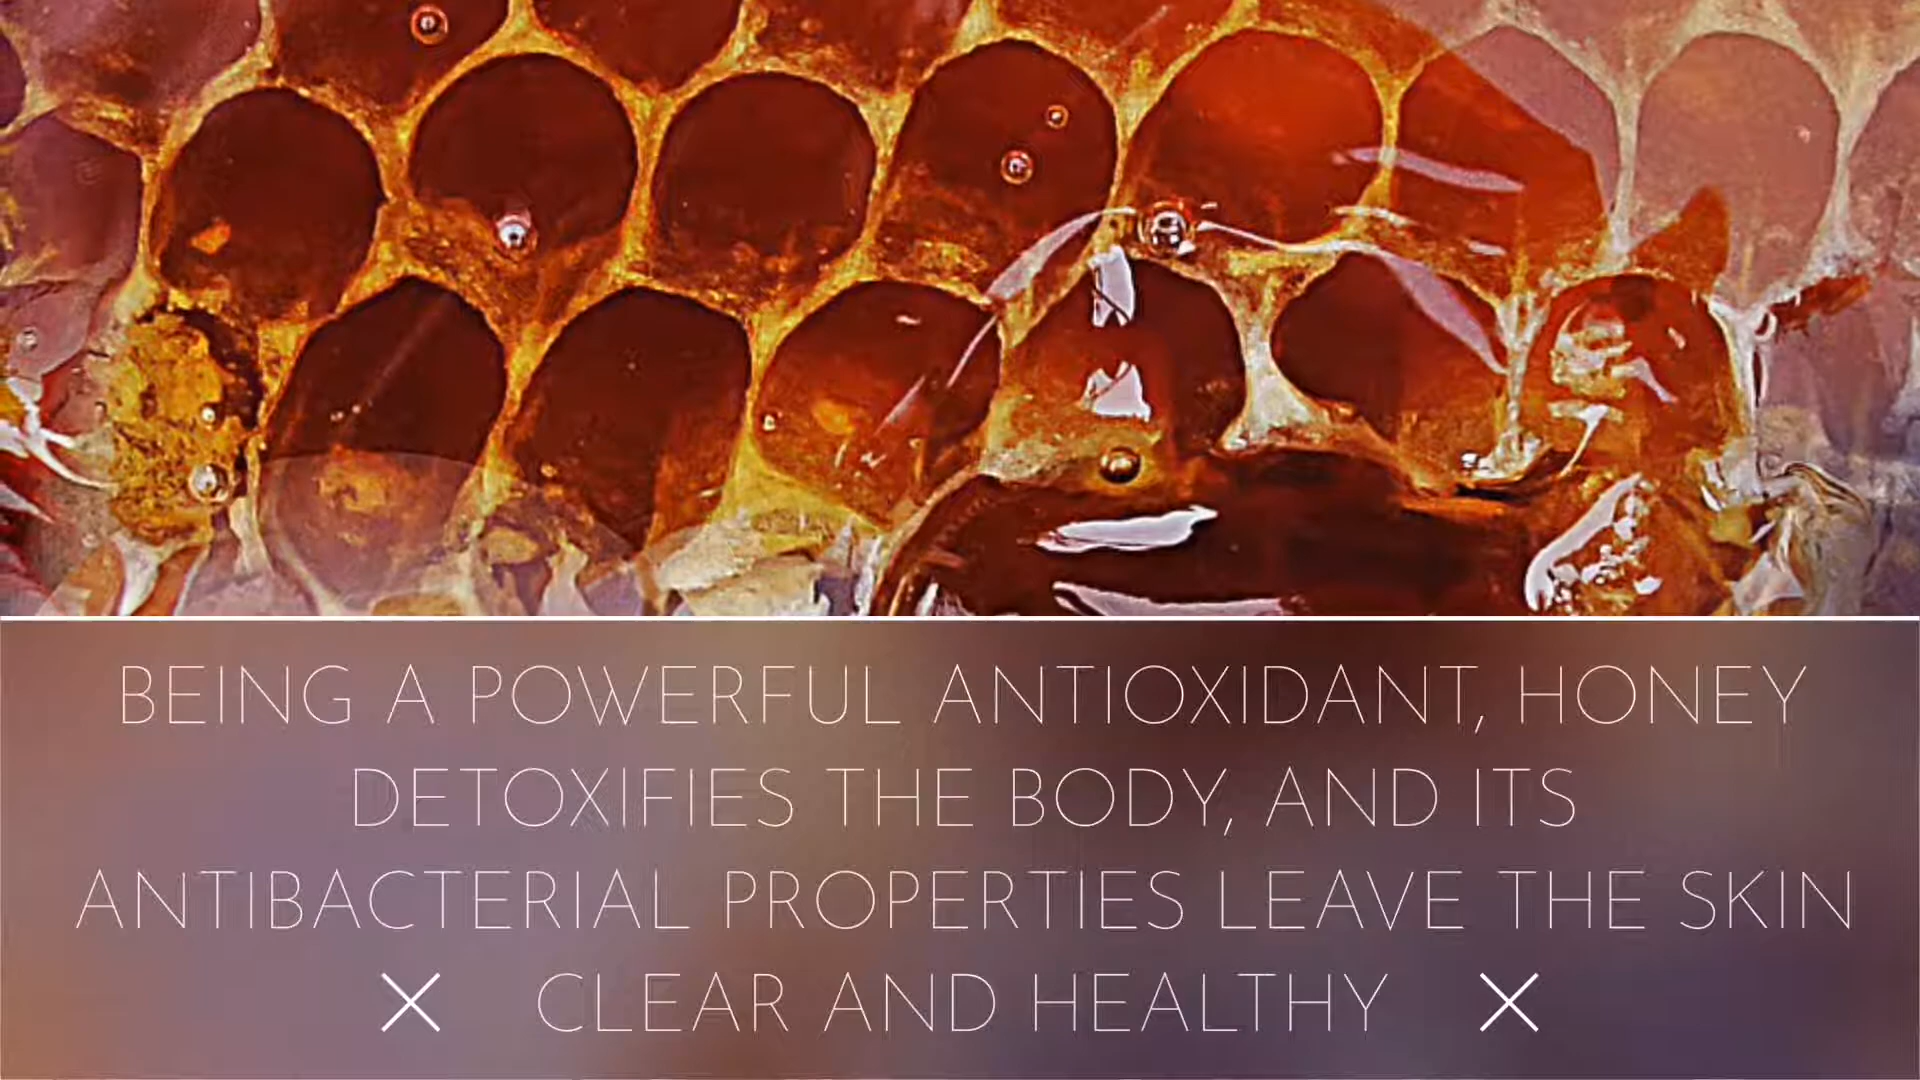 BEING A POWERFUL ANTIOXIDANT, HONEY
DETOXIFIES THE BODY, AND ITS
ANTIBACTERIAL PROPERTIES LEAVE THE SKIN
CLEAR AND HEALTHY